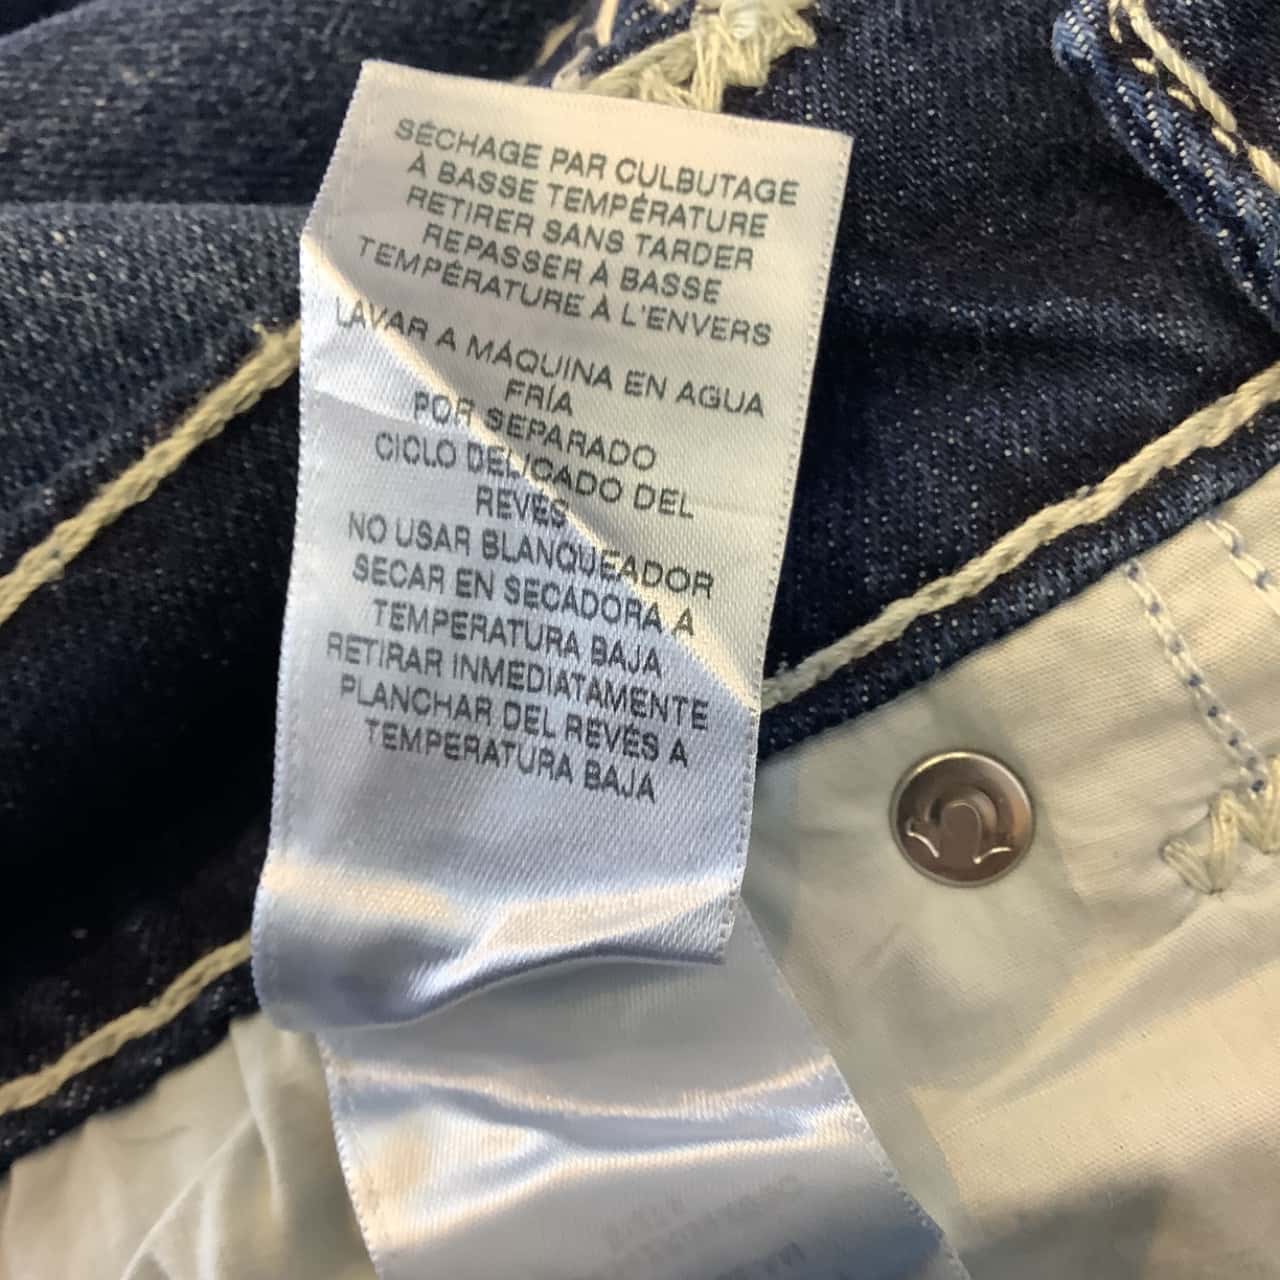 SÉCHAGE PAR CULBUTAGE
À BASSE TEMPÉRATURE
RETIRER SANS TARDER
REPASSER À BASSE
TEMPÉRATURE À L'ENVERS
LAVAR A MÁQUINA EN AGUA
FRÍA
POR SEPARADO
CICLO DELICADO DEL
REVÉS
NO USAR BLANQUEADOR
SECAR EN SECADORA A
TEMPERATURA BAJA
RETIRAR INMEDIATAMENTE
PLANCHAR DEL REVÉS A
TEMPERATURA BAJA